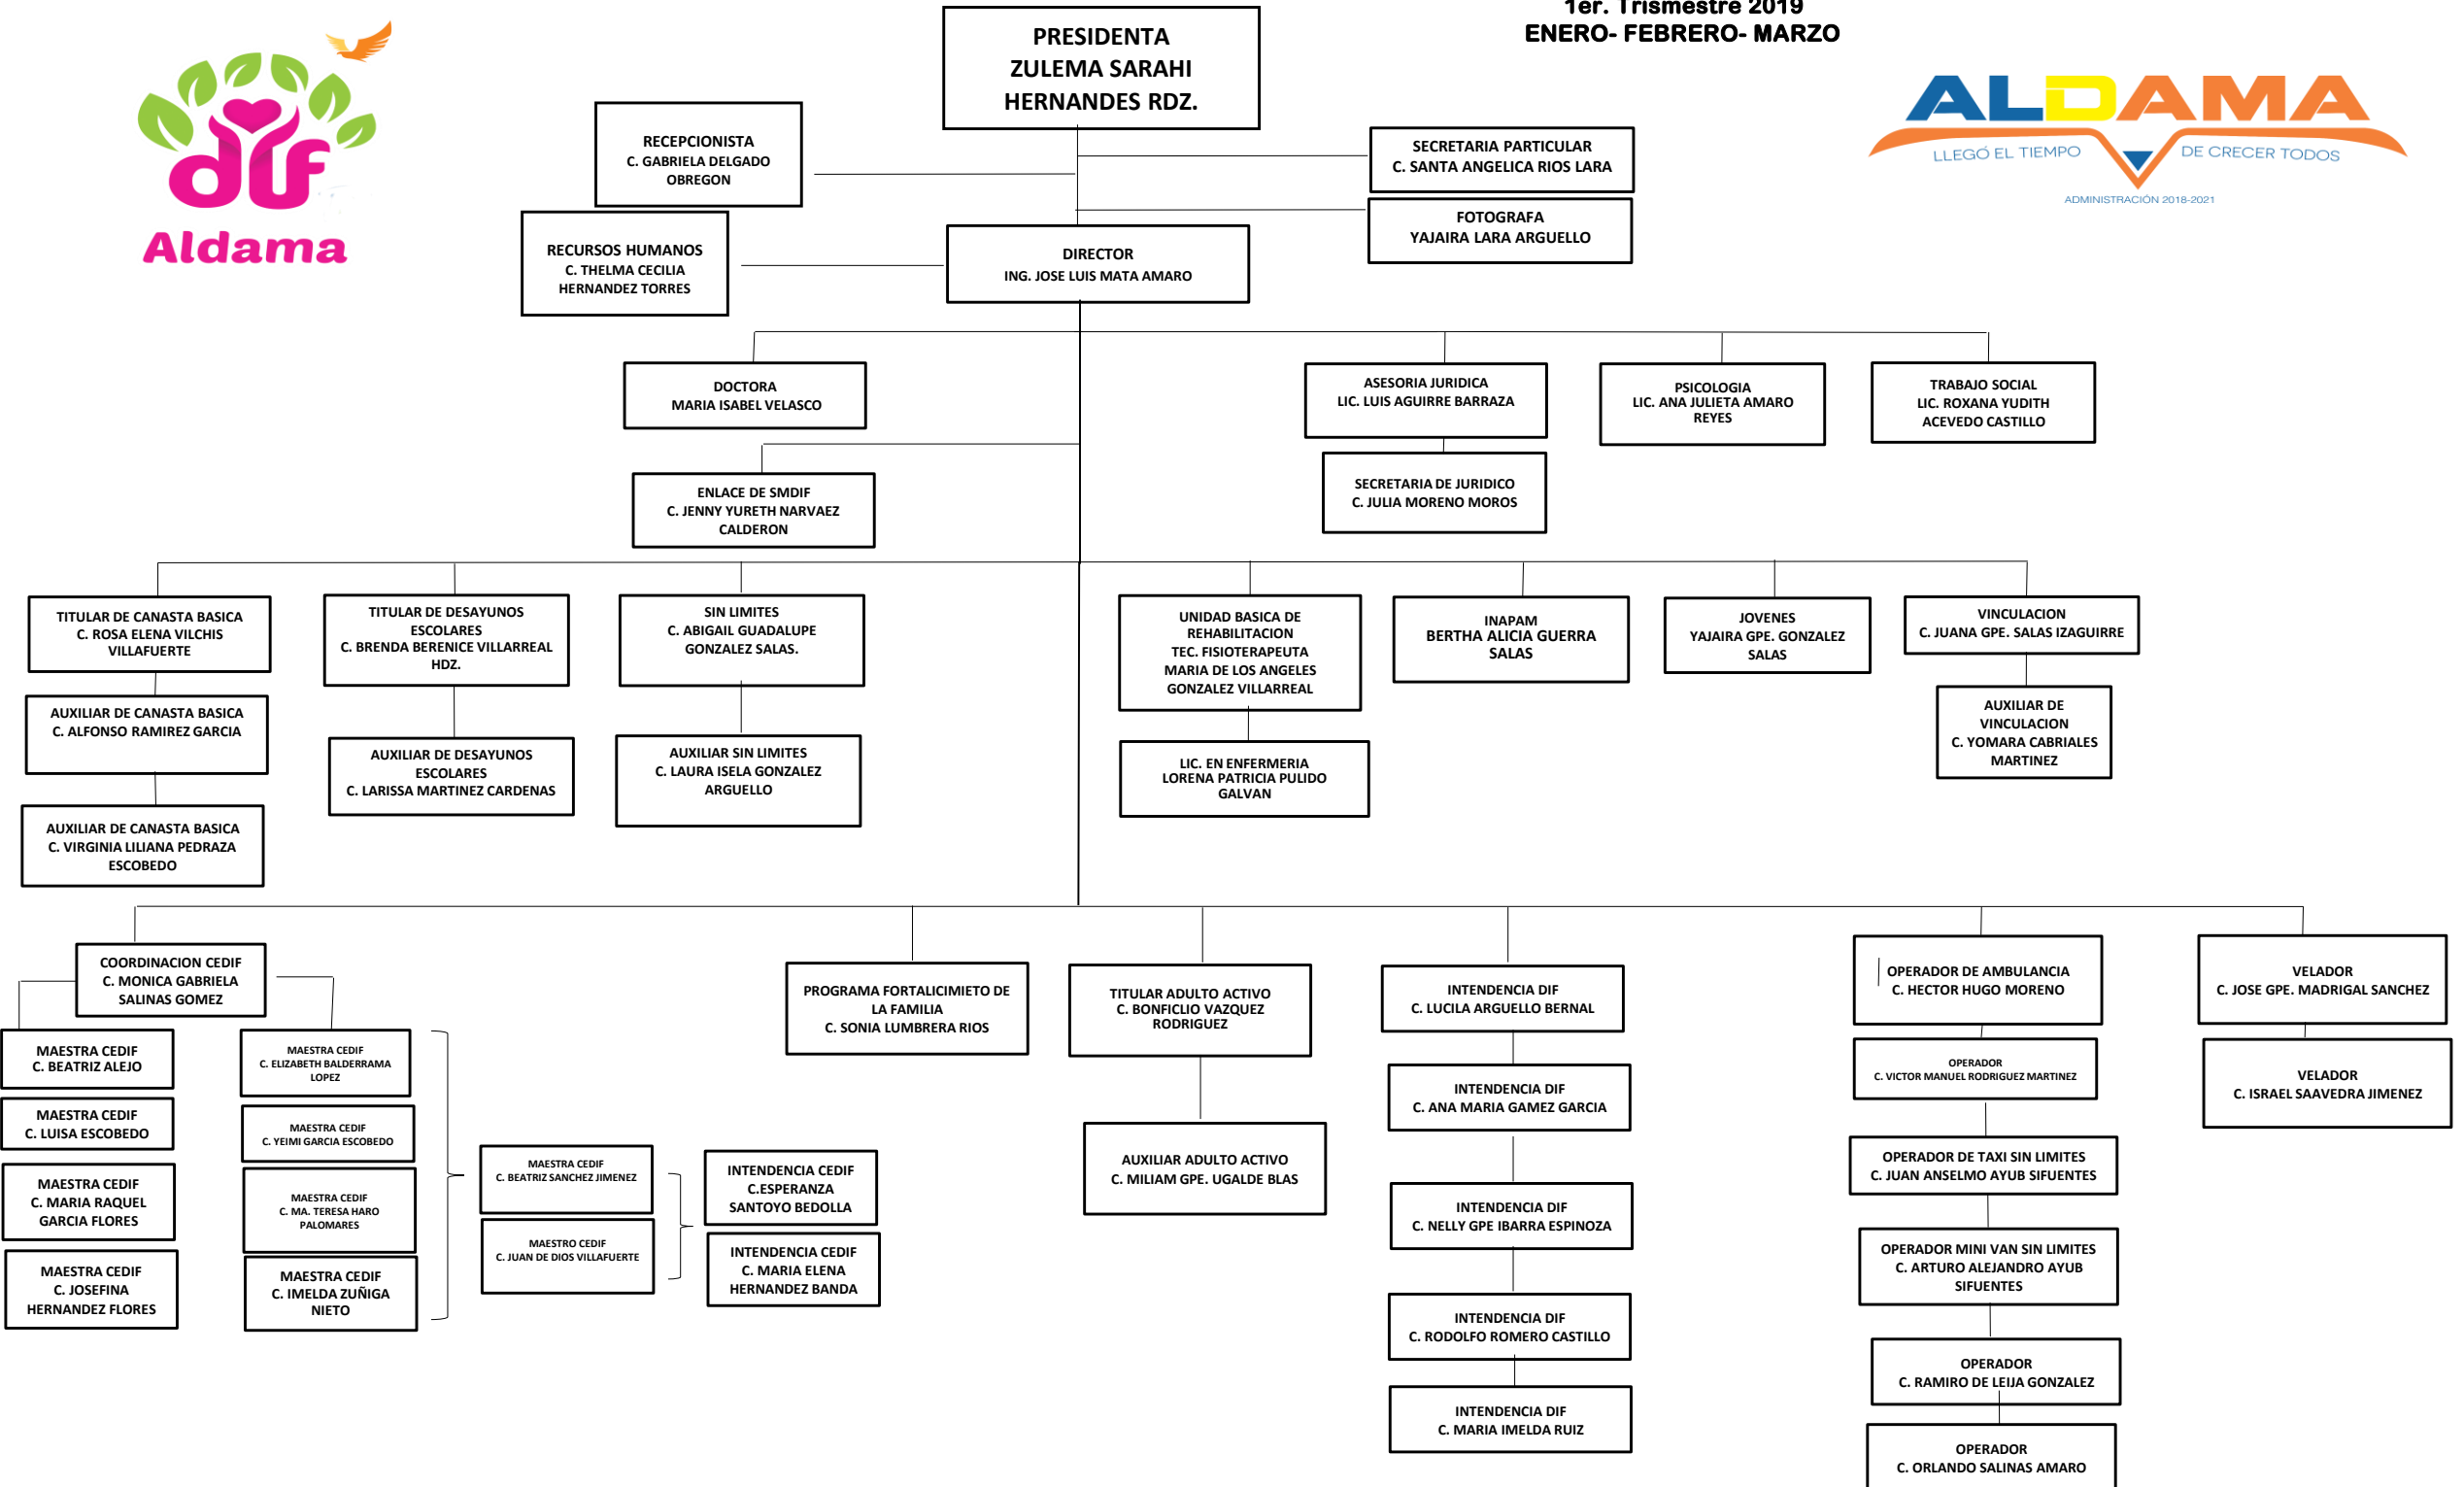 1er. Trismestre 2019
ENERO- FEBRERO- MARZO
dif
Aldama
ALDAMA
LLEGÓ EL TIEMPO DE CRECER TODOS
ADMINISTRACIÓN 2018-2021
PRESIDENTA
ZULEMA SARAHI
HERNANDES RDZ.
RECEPCIONISTA
C. GABRIELA DELGADO
OBREGON
SECRETARIA PARTICULAR
C. SANTA ANGELICA RIOS LARA
FOTOGRAFA
YAJAIRA LARA ARGUELLO
RECURSOS HUMANOS
C. THELMA CECILIA
HERNANDEZ TORRES
DIRECTOR
ING. JOSE LUIS MATA AMARO
DOCTORA
MARIA ISABEL VELASCO
ASESORIA JURIDICA
LIC. LUIS AGUIRRE BARRAZA
PSICOLOGIA
LIC. ANA JULIETA AMARO
REYES
TRABAJO SOCIAL
LIC. ROXANA YUDITH
ACEVEDO CASTILLO
ENLACE DE SMDIF
C. JENNY YURETH NARVAEZ
CALDERON
SECRETARIA DE JURIDICO
C. JULIA MORENO MOROS
TITULAR DE CANASTA BASICA
C. ROSA ELENA VILCHIS
VILLAFUERTE
TITULAR DE DESAYUNOS
ESCOLARES
C. BRENDA BERENICE VILLARREAL
HDZ.
SIN LIMITES
C. ABIGAIL GUADALUPE
GONZALEZ SALAS.
UNIDAD BASICA DE
REHABILITACION
TEC. FISIOTERAPEUTA
MARIA DE LOS ANGELES
GONZALEZ VILLARREAL
INAPAM
BERTHA ALICIA GUERRA
SALAS
JOVENES
YAJAIRA GPE. GONZALEZ
SALAS
VINCULACION
C. JUANA GPE. SALAS IZAGUIRRE
AUXILIAR DE CANASTA BASICA
C. ALFONSO RAMIREZ GARCIA
AUXILIAR DE DESAYUNOS
ESCOLARES
C. LARISSA MARTINEZ CARDENAS
AUXILIAR SIN LIMITES
C. LAURA ISELA GONZALEZ
ARGUELLO
LIC. EN ENFERMERIA
LORENA PATRICIA PULIDO
GALVAN
AUXILIAR DE
VINCULACION
C. YOMARA CABRIALES
MARTINEZ
AUXILIAR DE CANASTA BASICA
C. VIRGINIA LILIANA PEDRAZA
ESCOBEDO
COORDINACION CEDIF
C. MONICA GABRIELA
SALINAS GOMEZ
PROGRAMA FORTALICIMIETO DE
LA FAMILIA
C. SONIA LUMBRERA RIOS
TITULAR ADULTO ACTIVO
C. BONFICLIO VAZQUEZ
RODRIGUEZ
INTENDENCIA DIF
C. LUCILA ARGUELLO BERNAL
OPERADOR DE AMBULANCIA
C. HECTOR HUGO MORENO
VELADOR
C. JOSE GPE. MADRIGAL SANCHEZ
MAESTRA CEDIF
C. BEATRIZ ALEJO
MAESTRA CEDIF
C. ELIZABETH BALDERRAMA
LOPEZ
OPERADOR
C. VICTOR MANUEL RODRIGUEZ MARTINEZ
VELADOR
C. ISRAEL SAAVEDRA JIMENEZ
MAESTRA CEDIF
C. LUISA ESCOBEDO
MAESTRA CEDIF
C. YEIMI GARCIA ESCOBEDO
INTENDENCIA DIF
C. ANA MARIA GAMEZ GARCIA
MAESTRA CEDIF
C. MARIA RAQUEL
GARCIA FLORES
MAESTRA CEDIF
C. MA. TERESA HARO
PALOMARES
MAESTRA CEDIF
C. BEATRIZ SANCHEZ JIMENEZ
INTENDENCIA CEDIF
C.ESPERANZA
SANTOYO BEDOLLA
AUXILIAR ADULTO ACTIVO
C. MILIAM GPE. UGALDE BLAS
OPERADOR DE TAXI SIN LIMITES
C. JUAN ANSELMO AYUB SIFUENTES
INTENDENCIA DIF
C. NELLY GPE IBARRA ESPINOZA
MAESTRA CEDIF
C. JOSEFINA
HERNANDEZ FLORES
MAESTRA CEDIF
C. IMELDA ZUÑIGA
NIETO
MAESTRO CEDIF
C. JUAN DE DIOS VILLAFUERTE
INTENDENCIA CEDIF
C. MARIA ELENA
HERNANDEZ BANDA
OPERADOR MINI VAN SIN LIMITES
C. ARTURO ALEJANDRO AYUB
SIFUENTES
INTENDENCIA DIF
C. RODOLFO ROMERO CASTILLO
OPERADOR
C. RAMIRO DE LEIJA GONZALEZ
INTENDENCIA DIF
C. MARIA IMELDA RUIZ
OPERADOR
C. ORLANDO SALINAS AMARO